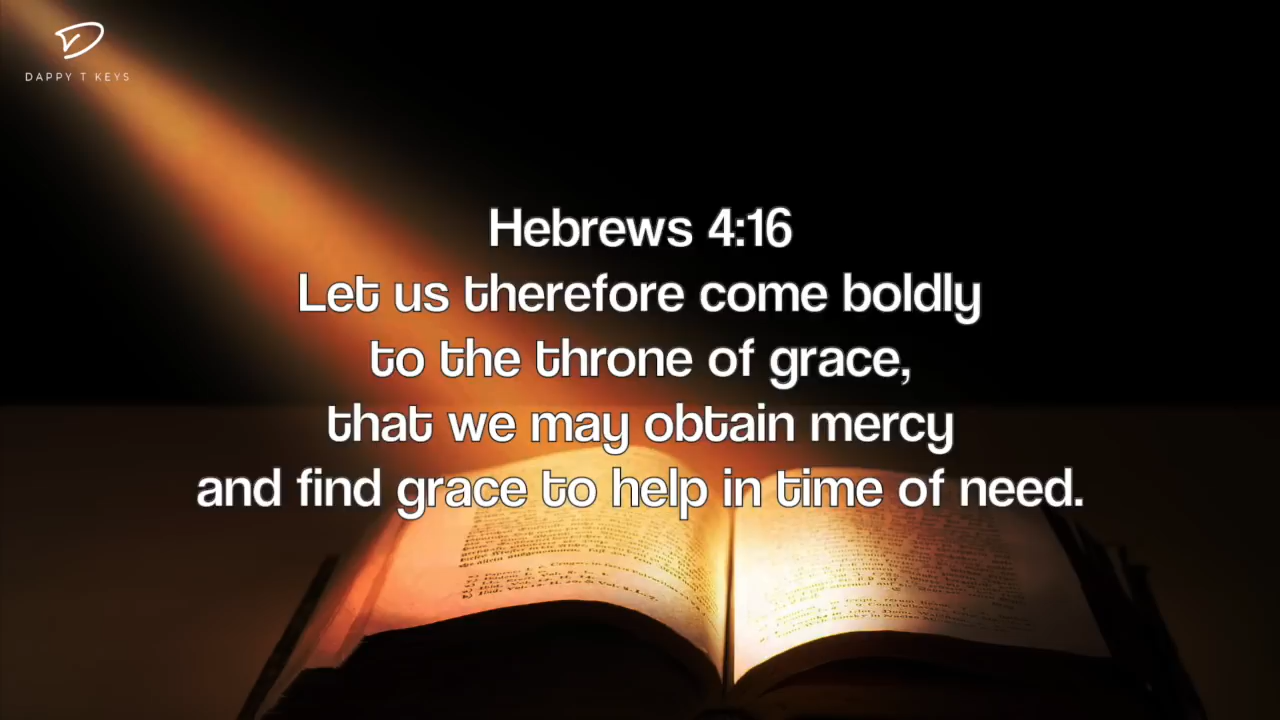 DAPPY T KEYS
Hebrews 4:16
Let us therefore come boldly
to the throne of grace,
that we may obtain mercy
and find grace to help in time of need.